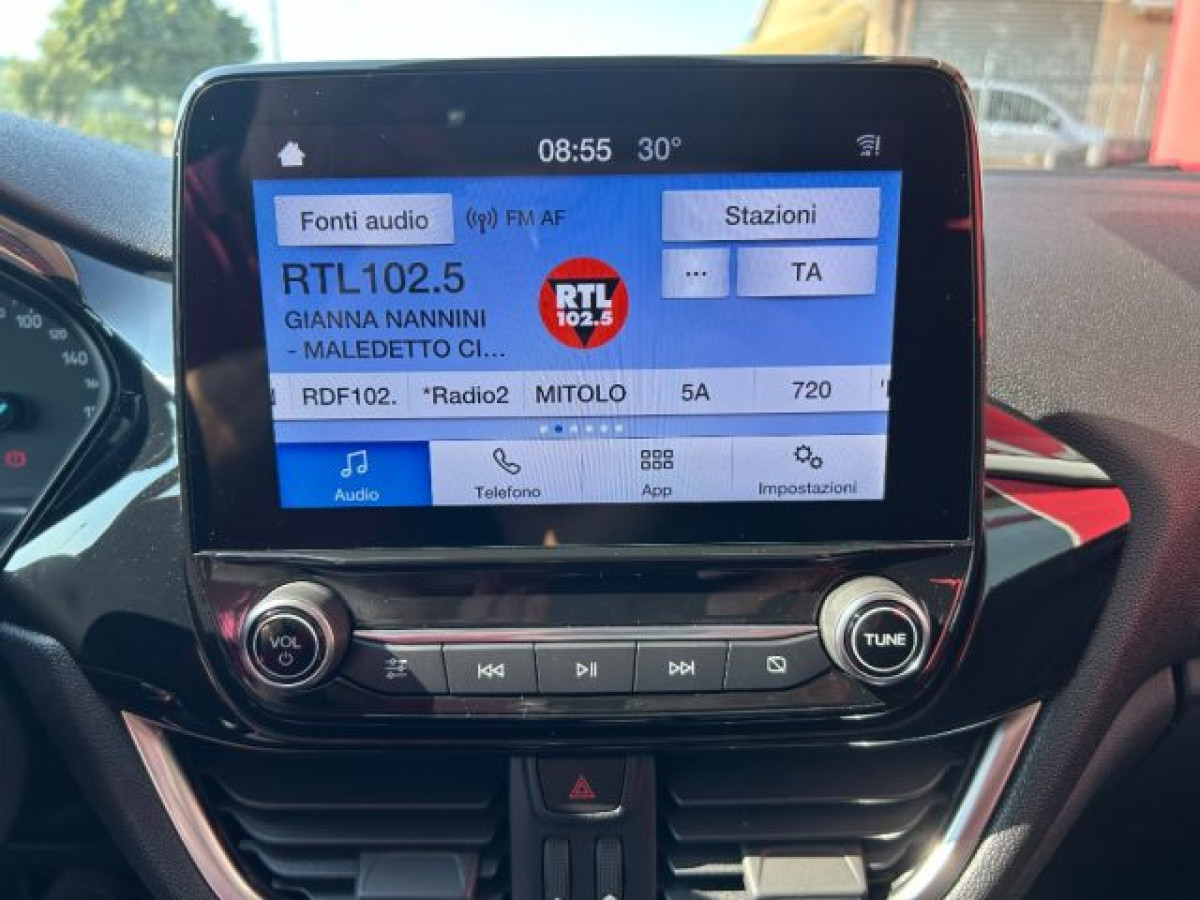 08:55 30°
Fonti audio
FM AF
Stazioni
RTL102.5
...
TA
GIANNA NANNINI
- MALEDETTO CI...
RTL
102.5
RDF102. *Radio2 MITOLO 5A 720
Audio Telefono App Impostazioni
VOL
TUNE
100
120
140